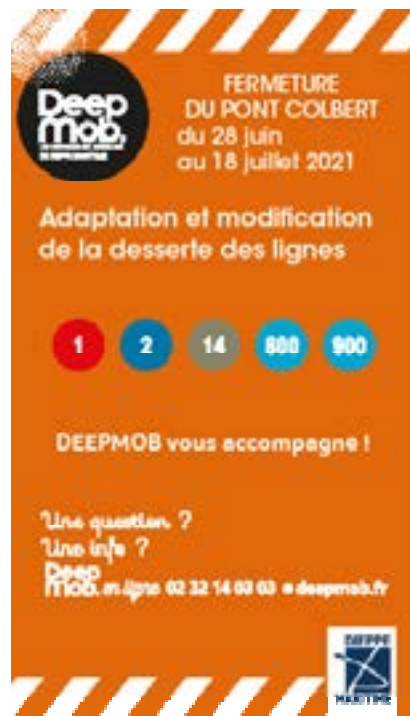 Deep
Mob,
FERMETURE
DU PONT COLBERT
du 28 juin
au 18 juillet 2021
Adaptation et modification
de la desserte des lignes
1 2 14 800 900
DEEPMOB vous accompagne !
Une question ?
Une info ?
Deep
Mob, en ligne 02 32 14 03 03 • deepmob.fr
DIEPPE
MARITIME